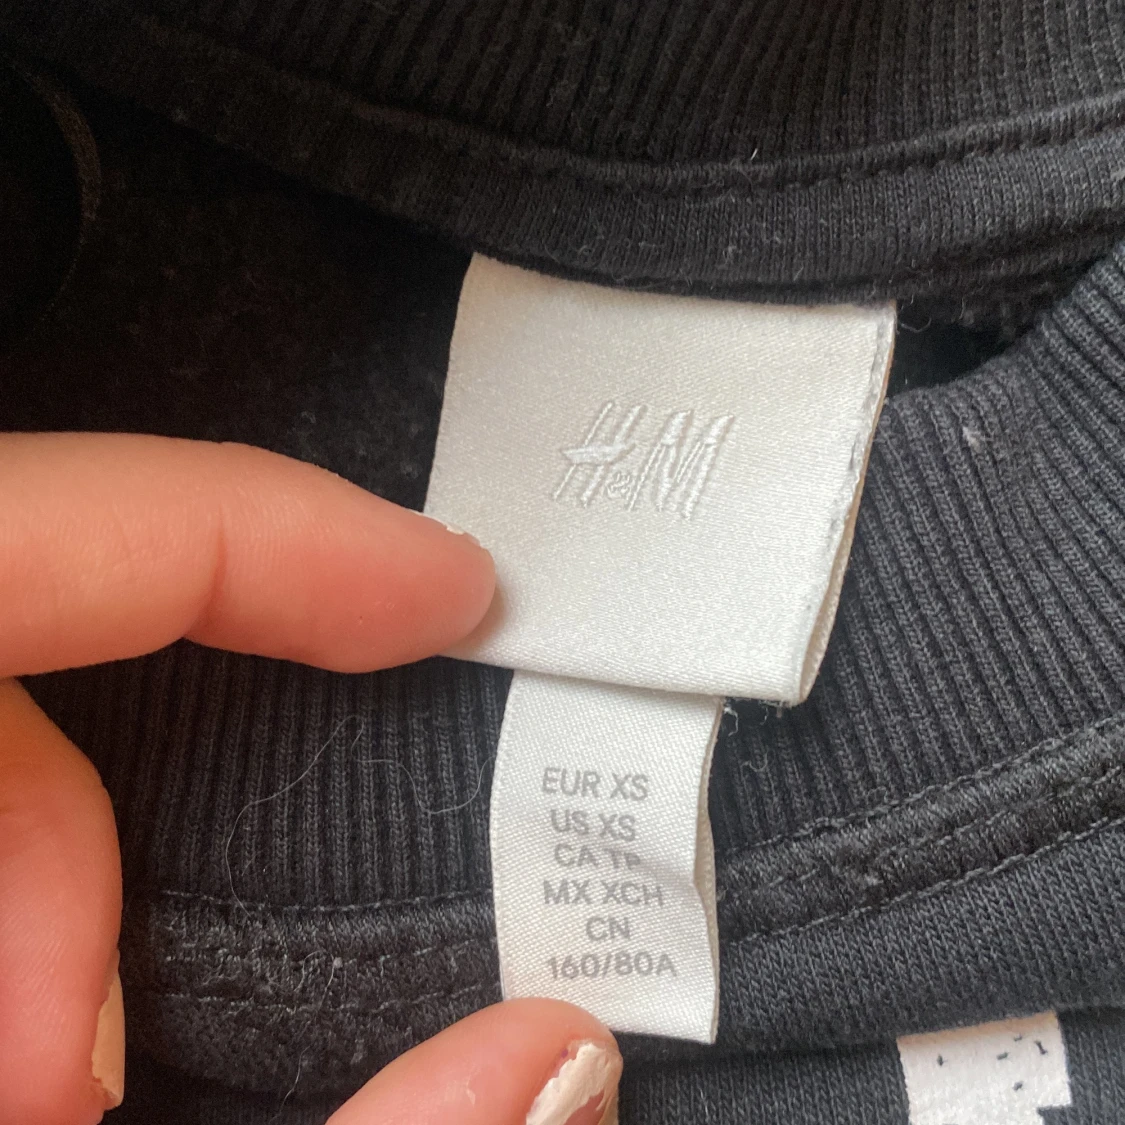 H&M
EUR XS
US XS
CA TP
MX XCH
CN
160/80A